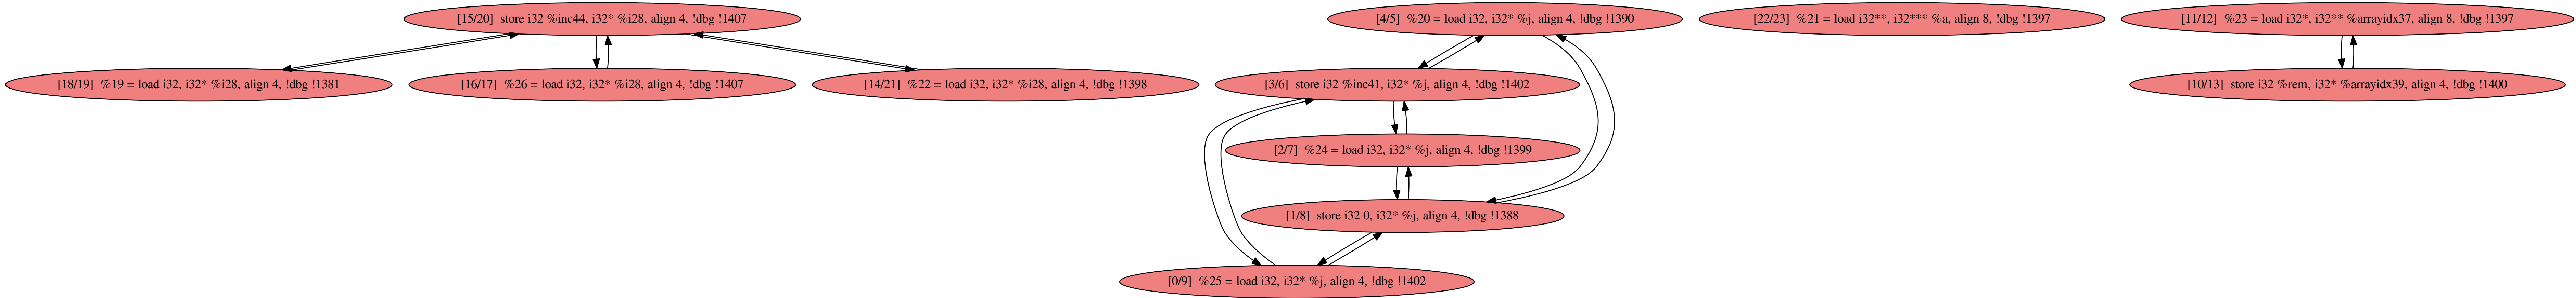 [15/20]  store i32 %inc44, i32* %i28, align 4, !dbg !1407
[4/5]  %20 = load i32, i32* %j, align 4, !dbg !1390
[22/23]  %21 = load i32**, i32*** %a, align 8, !dbg !1397
[11/12]  %23 = load i32*, i32** %arrayidx37, align 8, !dbg !1397
[18/19]  %19 = load i32, i32* %i28, align 4, !dbg !1381
[16/17]  %26 = load i32, i32* %i28, align 4, !dbg !1407
[14/21]  %22 = load i32, i32* %i28, align 4, !dbg !1398
[3/6]  store i32 %inc41, i32* %j, align 4, !dbg !1402
[10/13]  store i32 %rem, i32* %arrayidx39, align 4, !dbg !1400
[2/7]  %24 = load i32, i32* %j, align 4, !dbg !1399
[1/8]  store i32 0, i32* %j, align 4, !dbg !1388
[0/9]  %25 = load i32, i32* %j, align 4, !dbg !1402